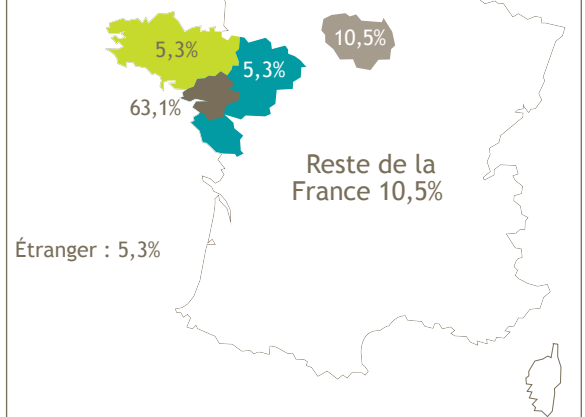 10,5%
5,3%
5,3%
63,1%
Reste de la
France 10,5%
Étranger : 5,3%